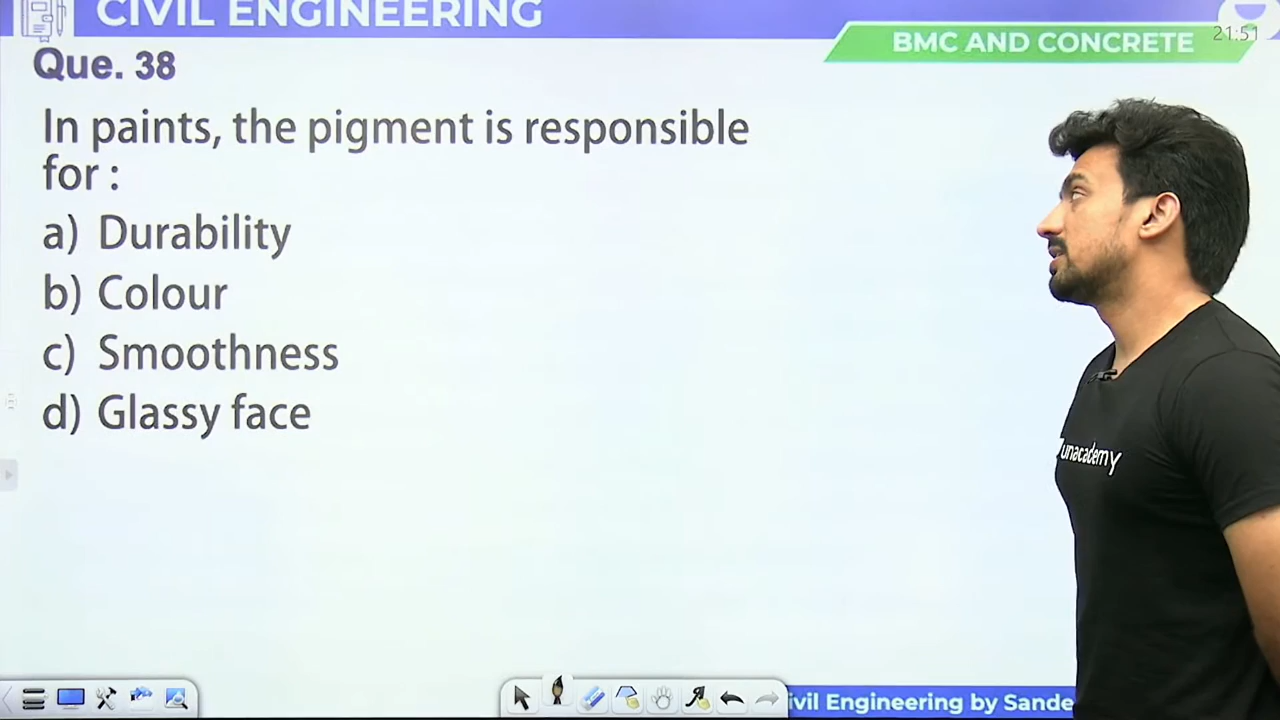 CIVIL ENGINEERING
BMC AND CONCRETE
21:51
Que. 38
In paints, the pigment is responsible
for :
a) Durability
b) Colour
c) Smoothness
d) Glassy face
unacademy
ivil Engineering by Sande